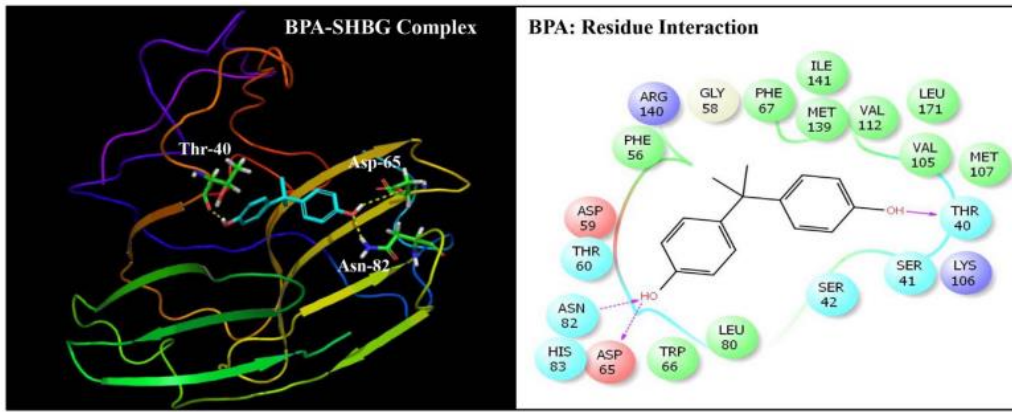 BPA-SHBG Complex
Thr-40
Asp-65
Asn-82
BPA: Residue Interaction
ILE
141
ARG
140
GLY
58
PHE
67
MET
139
VAL
112
LEU
171
PHE
56
VAL
105
MET
107
ASP
59
THR
60
OH
THR
40
SER
41
LYS
106
SER
42
ASN
82
HO
HIS
83
ASP
65
TRP
66
LEU
80